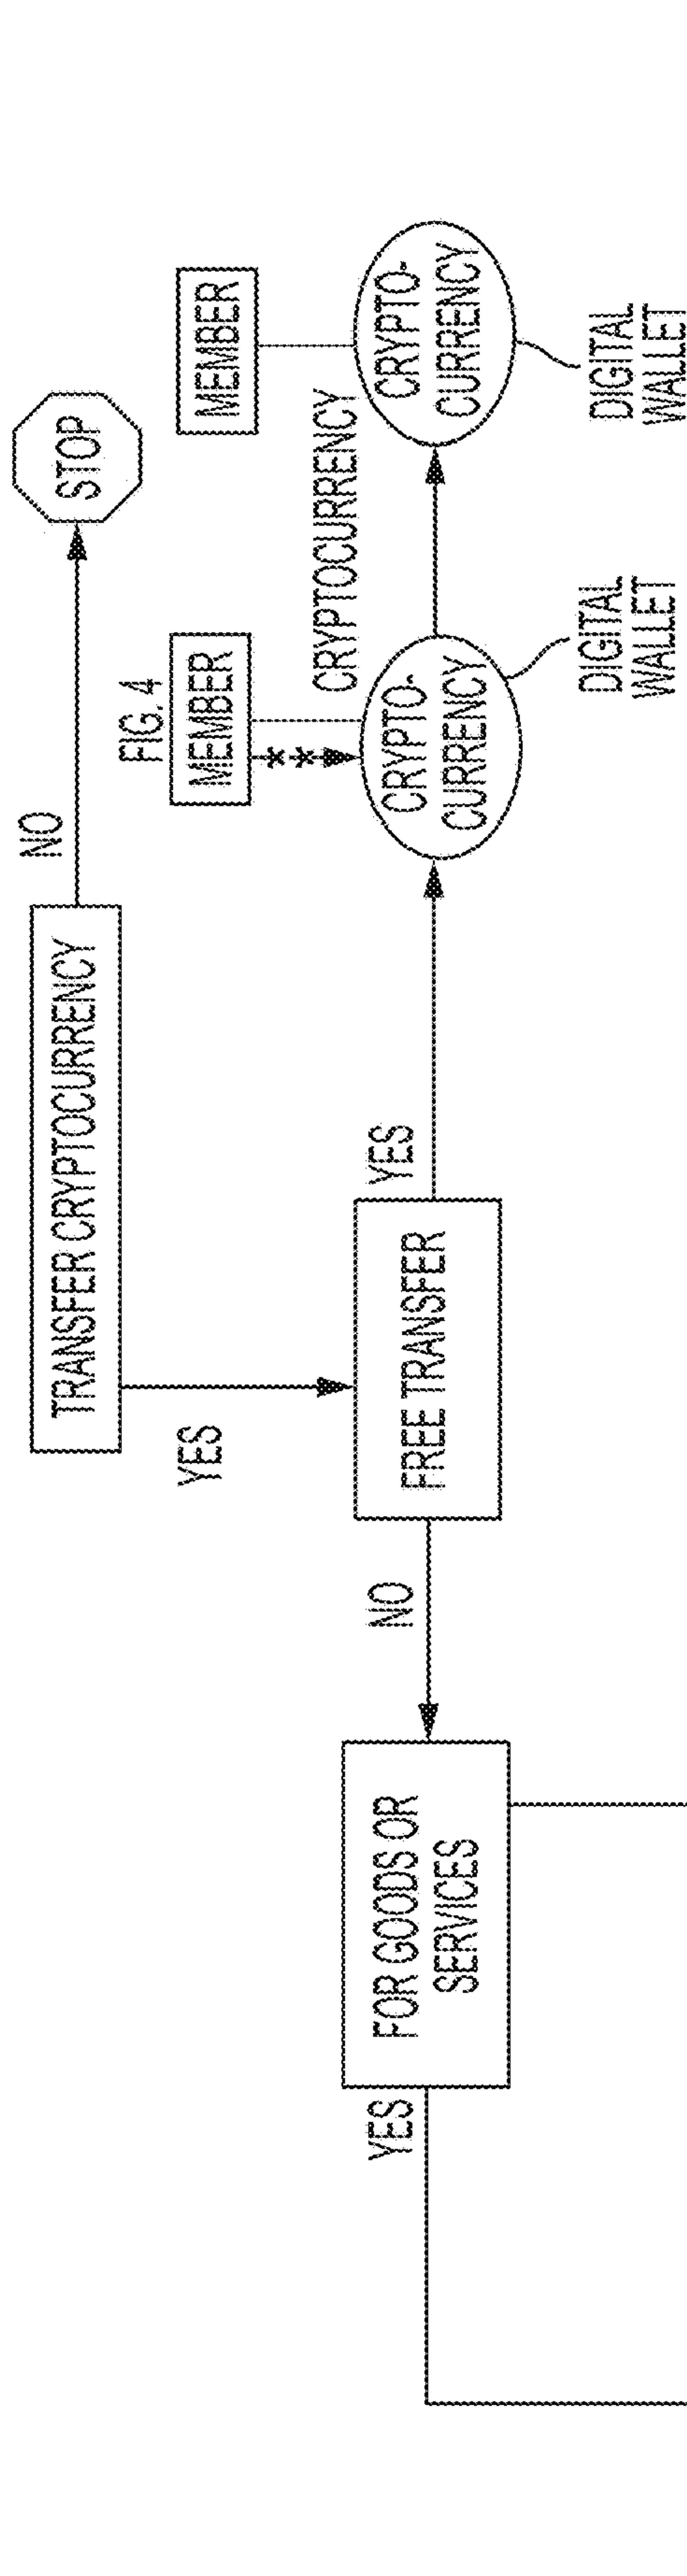 TRANSFER CRYPTOCURRENCY
NO
STOP
YES
FIG. 4
MEMBER
MEMBER
CRYPTOCURRENCY
YES
FOR GOODS OR
SERVICES
NO
FREE TRANSFER
YES
CRYPTO-
CURRENCY
CRYPTO-
CURRENCY
DIGITAL
WALLET
DIGITAL
WALLET